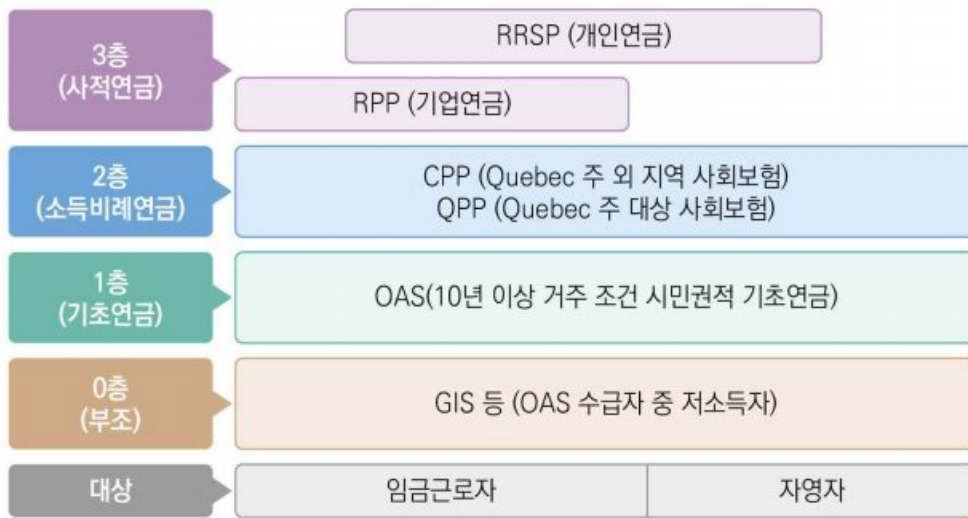 3층
(사적연금)
RRSP (개인연금)
RPP (기업연금)
2층
(소득비례연금)
CPP (Quebec 주 외 지역 사회보험)
QPP (Quebec 주 대상 사회보험)
1층
(기초연금)
OAS(10년 이상 거주 조건 시민권적 기초연금)
0층
(부조)
GIS 등 (OAS 수급자 중 저소득자)
대상
임금근로자
자영자